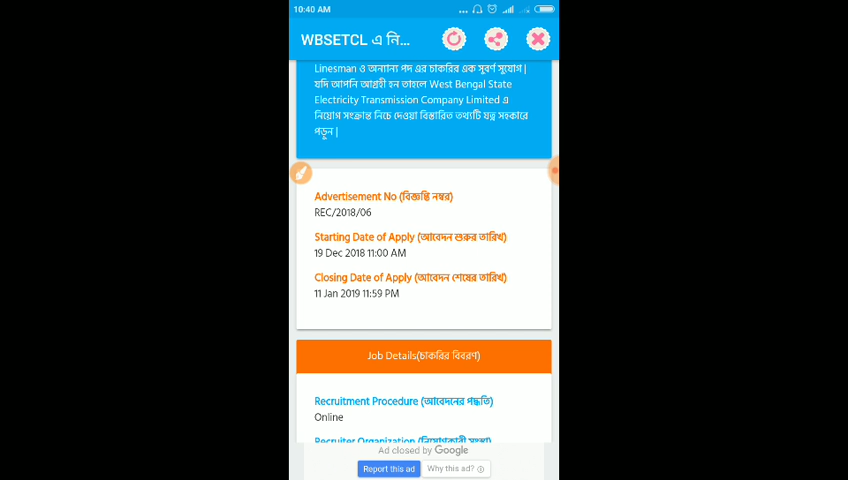 10:40 AM
WBSETCL এ নি...
Linesman ও অন্যান্য পদ এর চাকরির এক সুবর্ণ সুযোগ |
যদি আপনি আগ্রহী হন তাহলে West Bengal State
Electricity Transmission Company Limited এ
নিয়োগ সংক্রান্ত নিচে দেওয়া বিস্তারিত তথ্যটি যত্ন সহকারে
পড়ুন |
Advertisement No (বিজ্ঞপ্তি নম্বর)
REC/2018/06
Starting Date of Apply (আবেদন শুরুর তারিখ)
19 Dec 2018 11:00 AM
Closing Date of Apply (আবেদন শেষের তারিখ)
11 Jan 2019 11:59 PM
Job Details(চাকরির বিবরণ)
Recruitment Procedure (আবেদনের পদ্ধতি)
Online
Recruiter Organization (নিয়োগকারী সংস্থা)
Ad closed by Google
Report this ad
Why this ad?